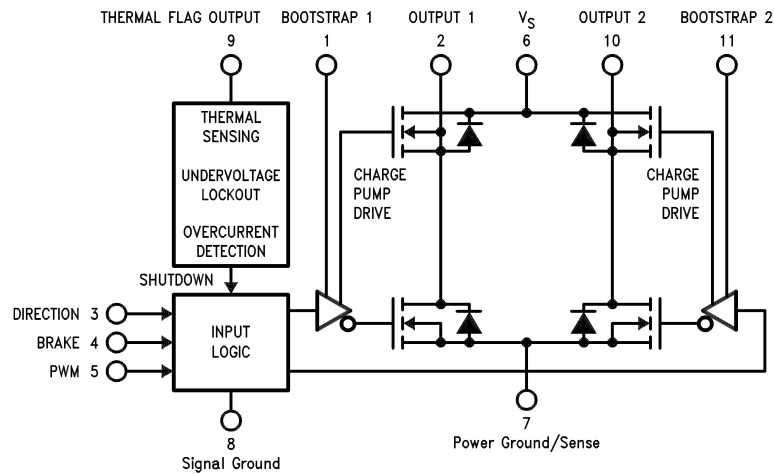 THERMAL FLAG OUTPUT
9
BOOTSTRAP 1
1
OUTPUT 1
2
VS
6
OUTPUT 2
10
BOOTSTRAP 2
11
THERMAL
SENSING
UNDERVOLTAGE
LOCKOUT
OVERCURRENT
DETECTION
CHARGE
PUMP
DRIVE
CHARGE
PUMP
DRIVE
SHUTDOWN
DIRECTION 3
BRAKE 4
PWM 5
INPUT
LOGIC
8
Signal Ground
7
Power Ground/Sense